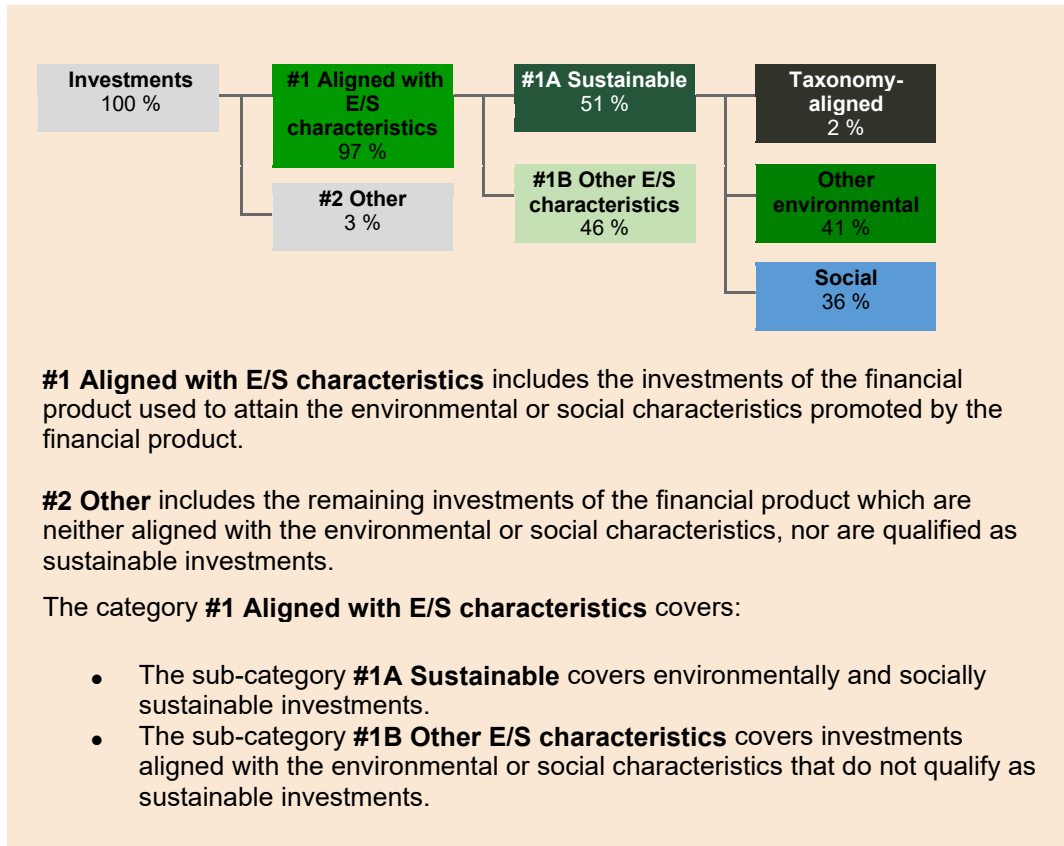 Investments
100 %
#1 Aligned with
E/S
characteristics
97 %
#2 Other
3 %
#1A Sustainable
51 %
#1B Other E/S
characteristics
46 %
Taxonomy-
aligned
2 %
Other
environmental
41 %
Social
36 %
#1 Aligned with E/S characteristics includes the investments of the financial
product used to attain the environmental or social characteristics promoted by the
financial product.
#2 Other includes the remaining investments of the financial product which are
neither aligned with the environmental or social characteristics, nor are qualified as
sustainable investments.
The category #1 Aligned with E/S characteristics covers:
● The sub-category #1A Sustainable covers environmentally and socially
sustainable investments.
● The sub-category #1B Other E/S characteristics covers investments
aligned with the environmental or social characteristics that do not qualify as
sustainable investments.